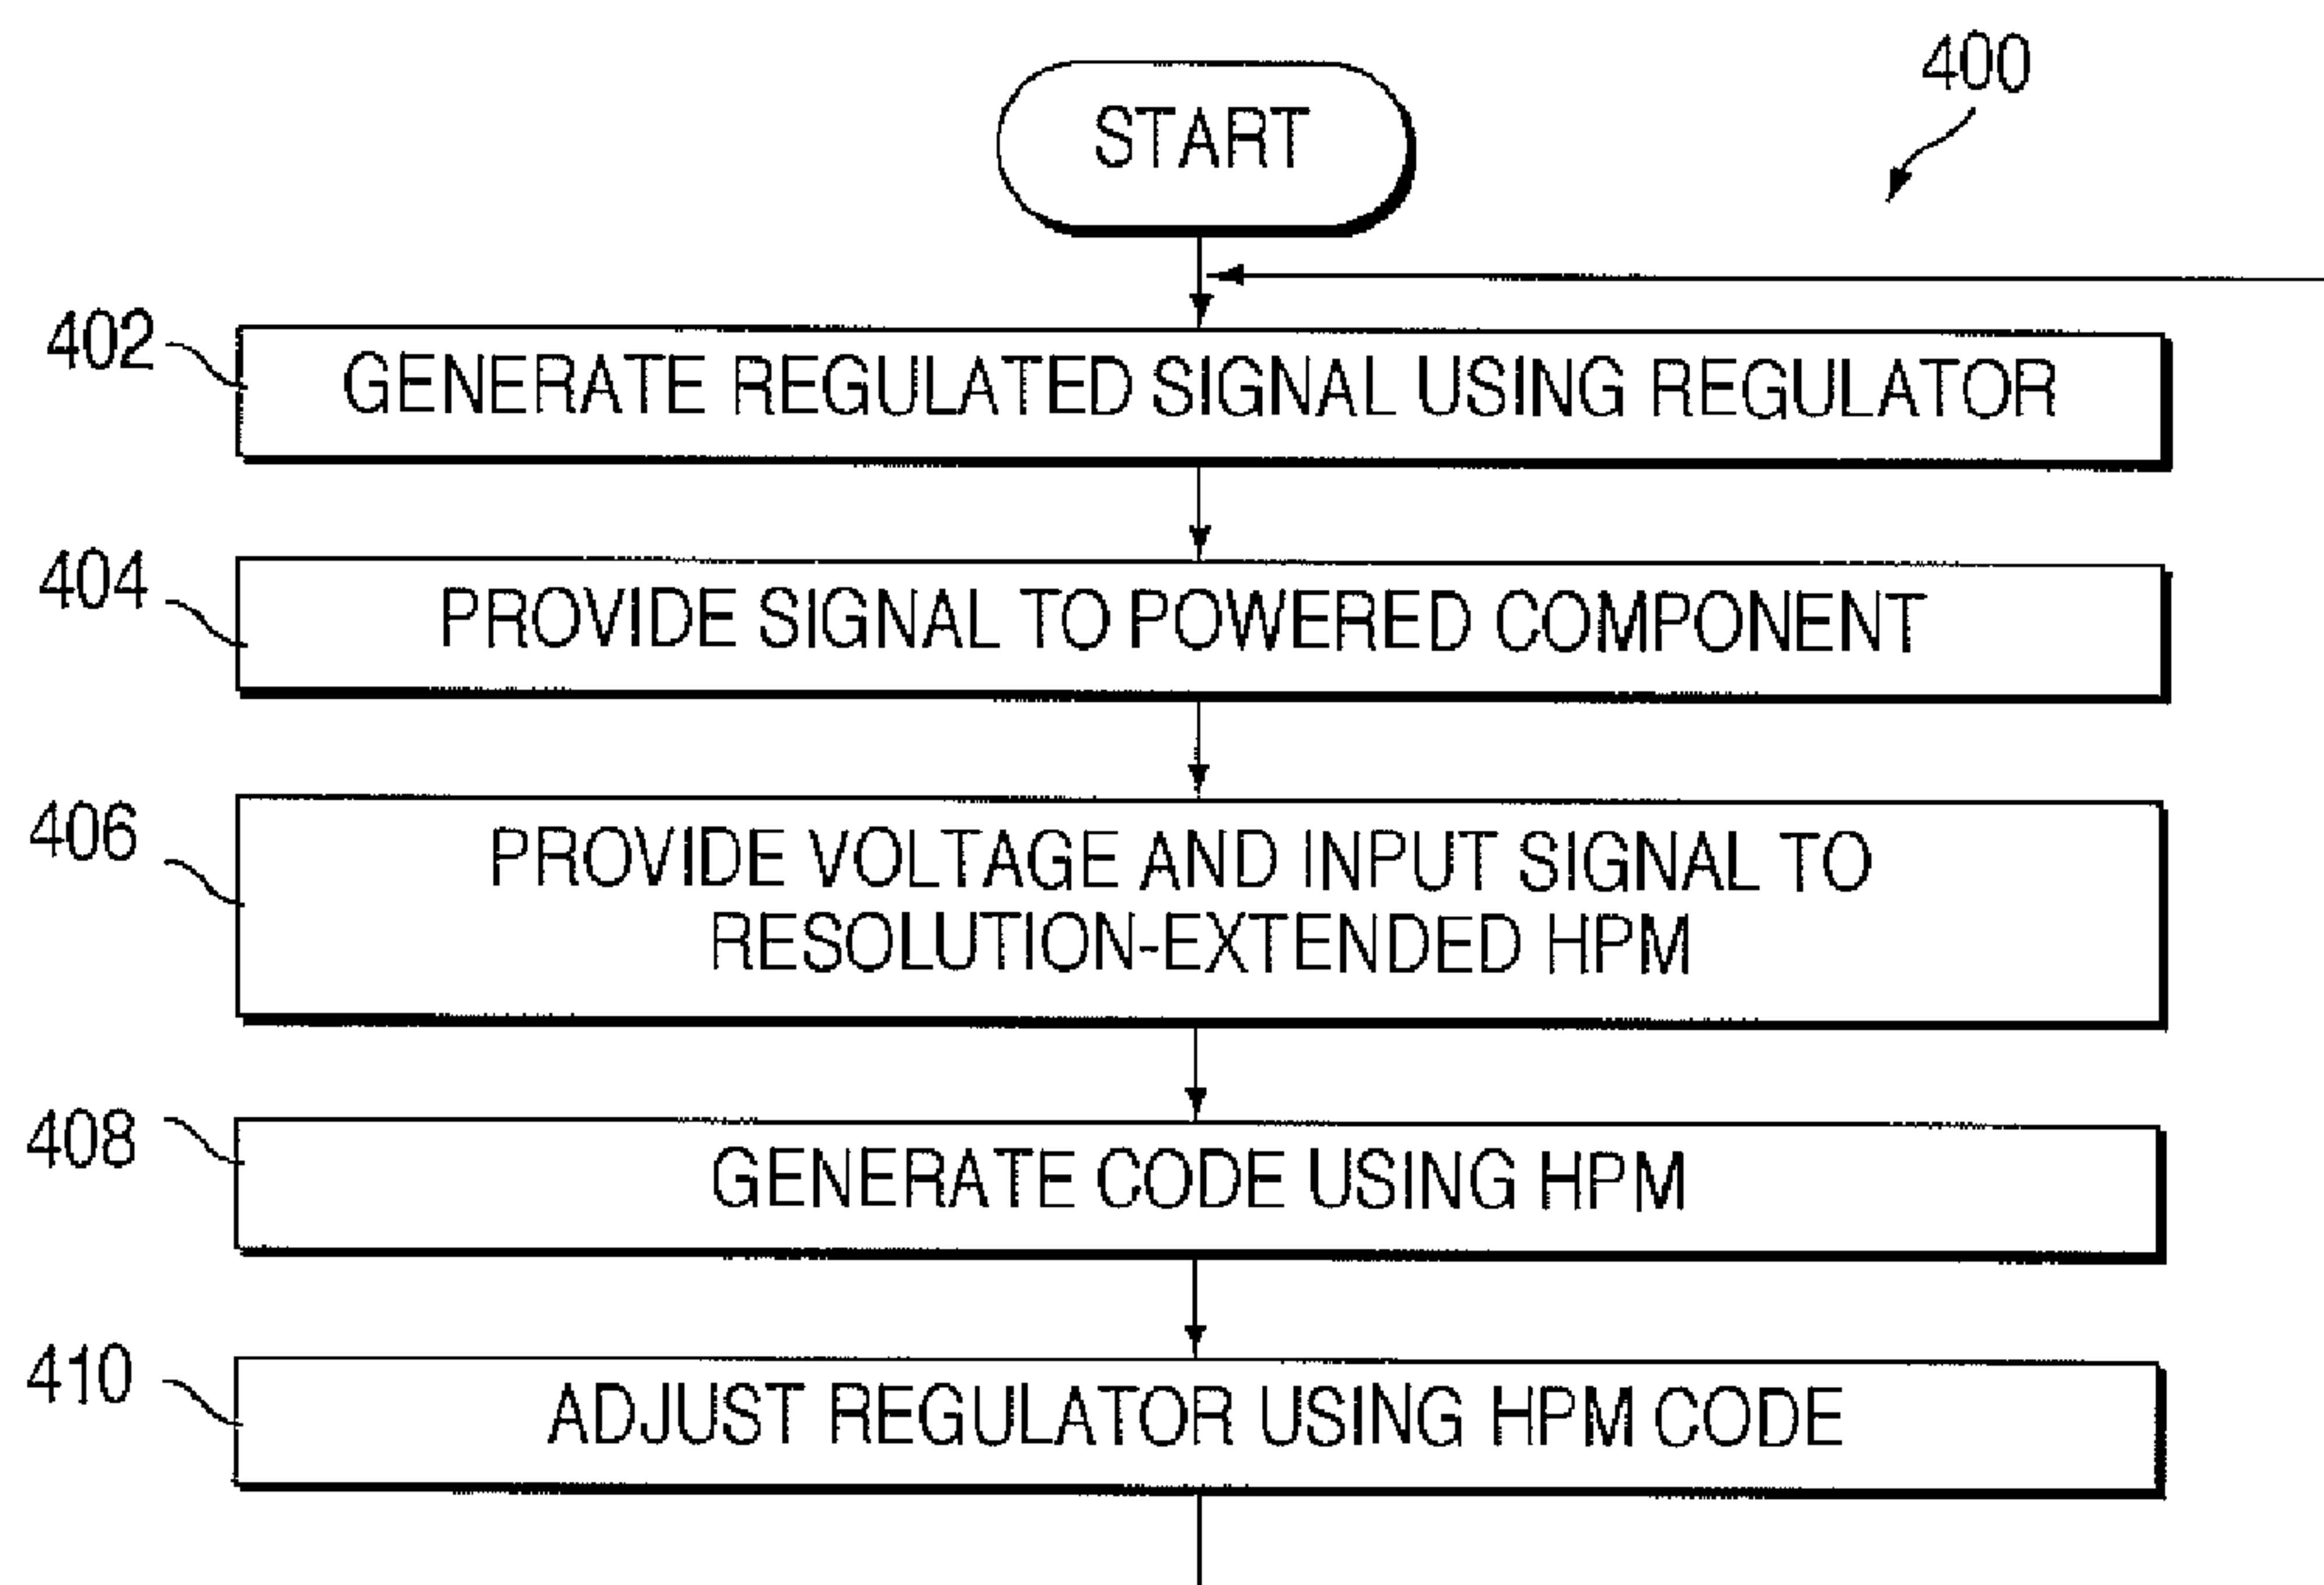 400
START
402
GENERATE REGULATED SIGNAL USING REGULATOR
404
PROVIDE SIGNAL TO POWERED COMPONENT
406
PROVIDE VOLTAGE AND INPUT SIGNAL TO
RESOLUTION-EXTENDED HPM
408
GENERATE CODE USING HPM
410
ADJUST REGULATOR USING HPM CODE